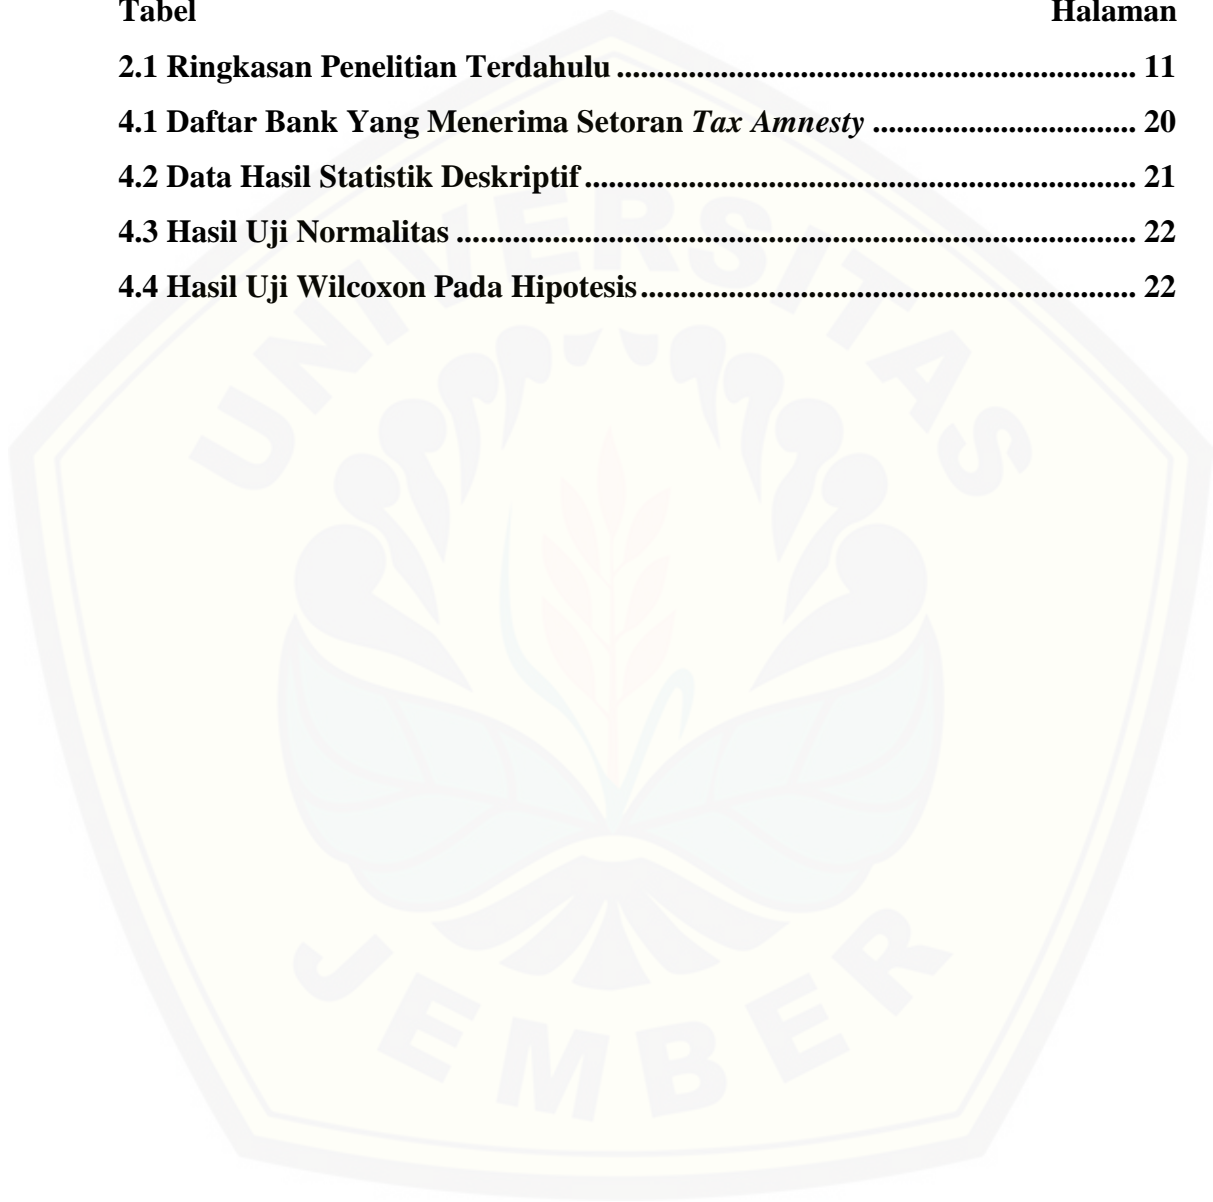 Tabel Halaman
2.1 Ringkasan Penelitian Terdahulu ................................................................ 11
4.1 Daftar Bank Yang Menerima Setoran Tax Amnesty ................................ 20
4.2 Data Hasil Statistik Deskriptif .................................................................... 21
4.3 Hasil Uji Normalitas .................................................................................... 22
4.4 Hasil Uji Wilcoxon Pada Hipotesis ............................................................. 22
UNIVERSITAS
JEMBER